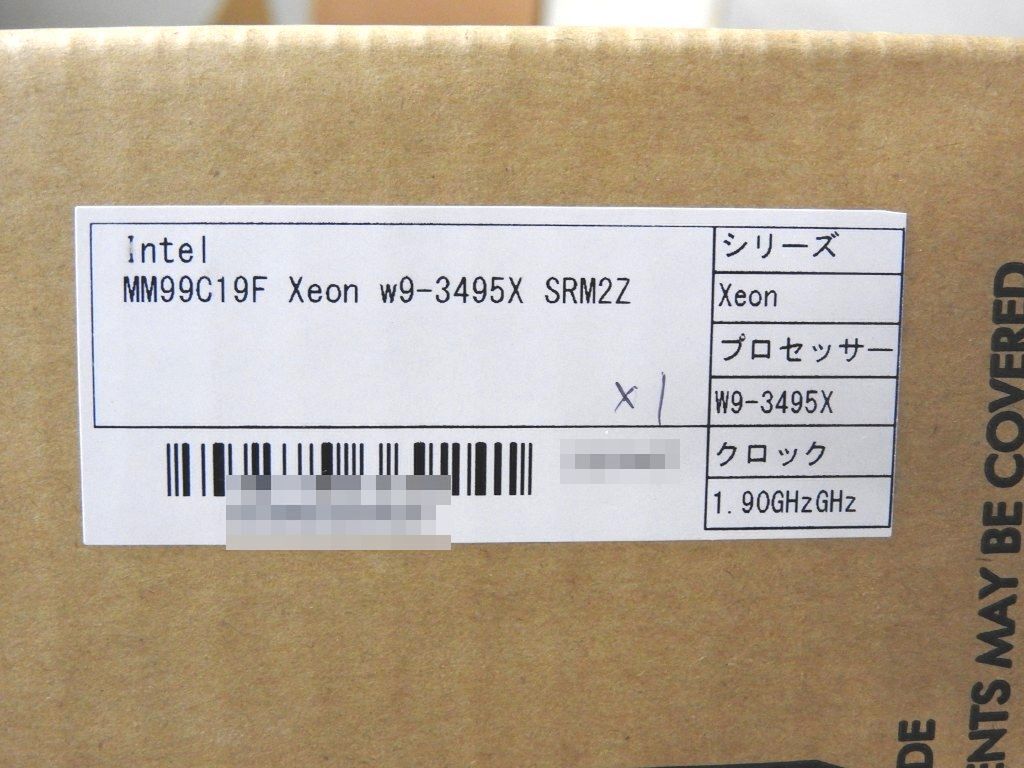 Intel
MM99C19F Xeon w9-3495X SRM2Z
X 1
シリーズ
Xeon
プロセッサー
W9-3495X
クロック
1.90GHzGHz
ENTS MAY BE COVERED
DE